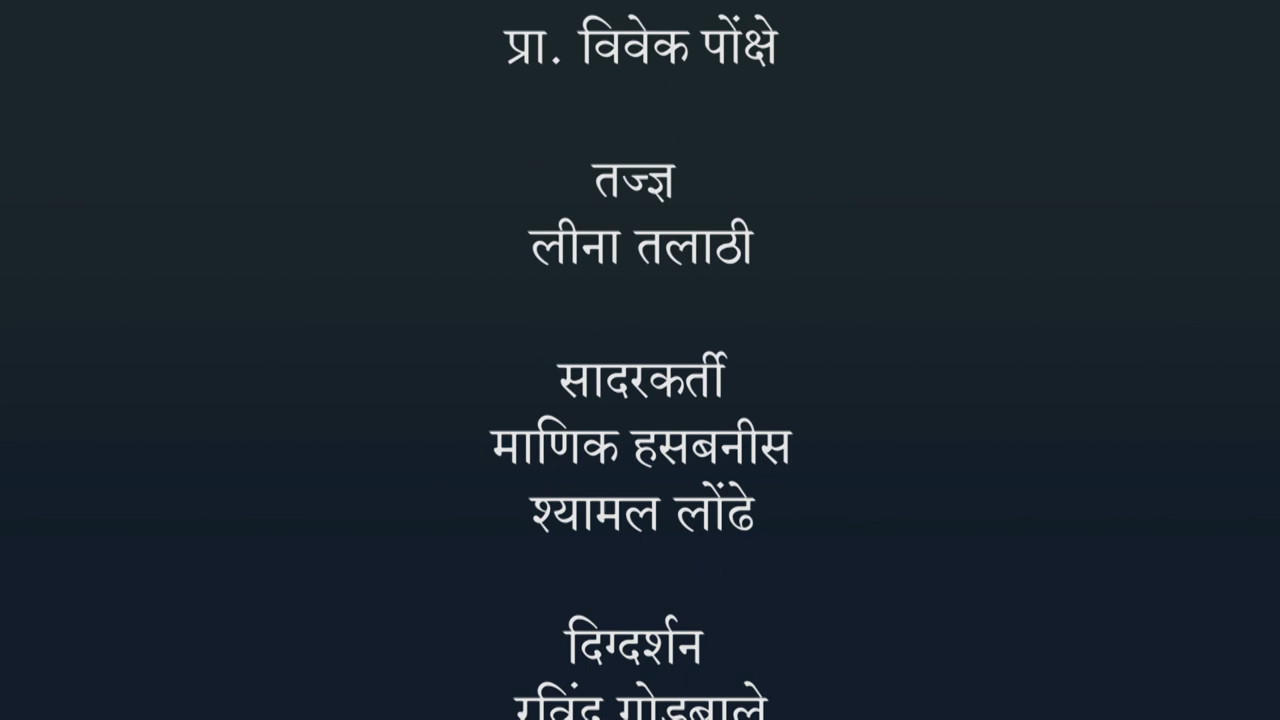 प्रा. विवेक पोंक्षे
तज्ज्ञ
लीना तलाठी
सादरकर्ती
माणिक हसबनीस
श्यामल लोंढे
दिग्दर्शन